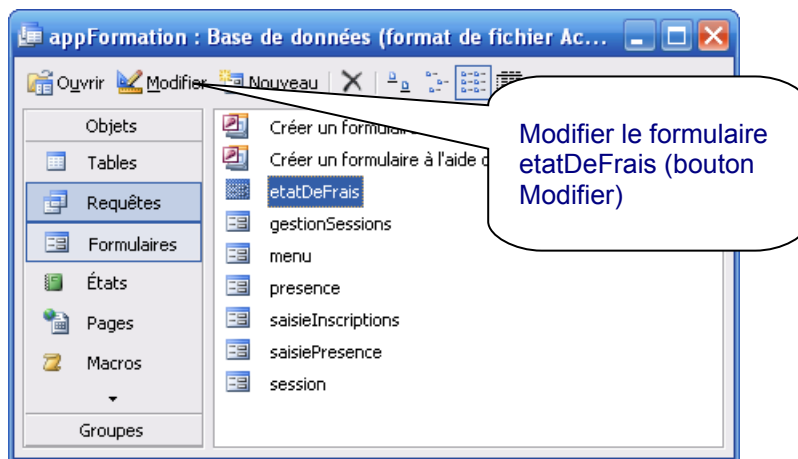 appFormation : Base de données (format de fichier Ac...
Ouvrir Modifier Nouveau
Objets
Tables
Requêtes
Formulaires
États
Pages
Macros
Groupes
Créer un
Créer un formulaire à l'aide
etatDeFrais
gestionSessions
menu
presence
saisieInscriptions
saisiePresence
session
Modifier le formulaire
etatDeFrais (bouton
Modifier)